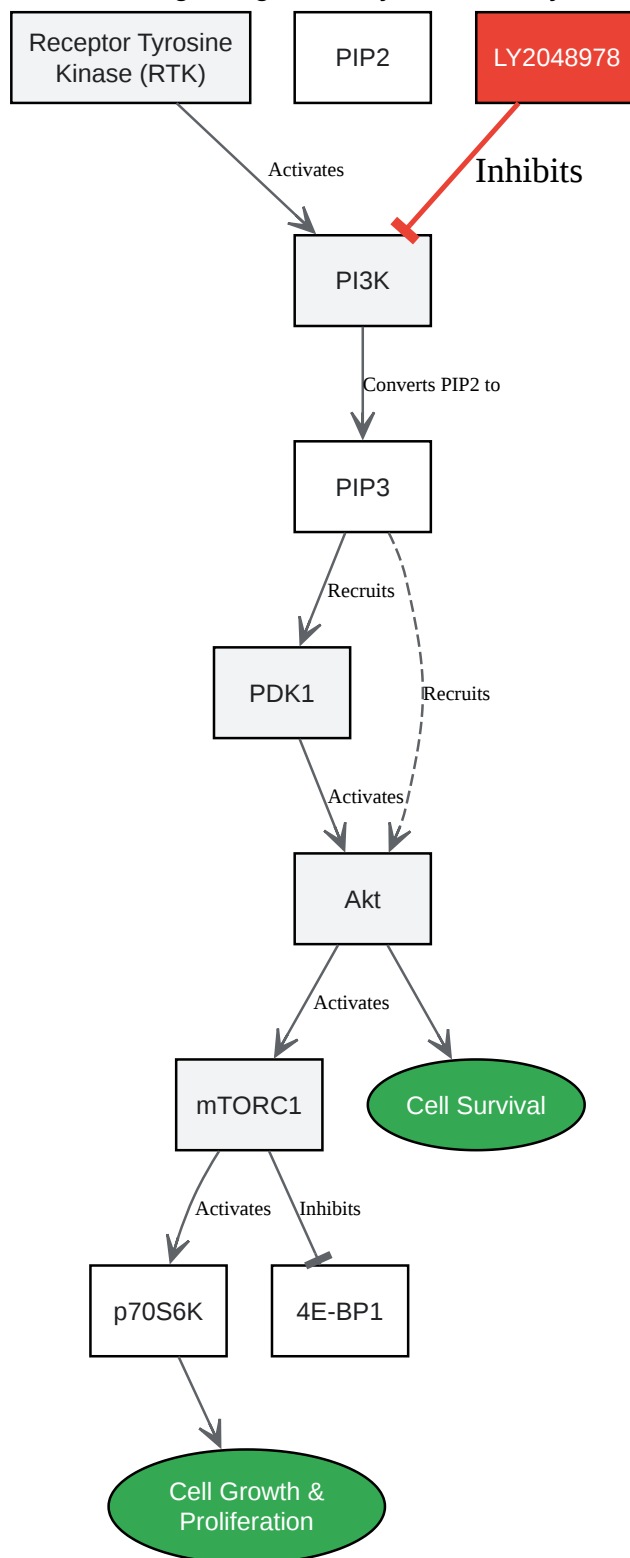 Receptor Tyrosine
Kinase (RTK)
PIP2
LY2048978
Activates
Inhibits
PI3K
Converts PIP2 to
PIP3
Recruits
PDK1
Recruits
Activates
Akt
Activates
mTORC1
Cell Survival
Activates
Inhibits
p70S6K
4E-BP1
Cell Growth &
Proliferation